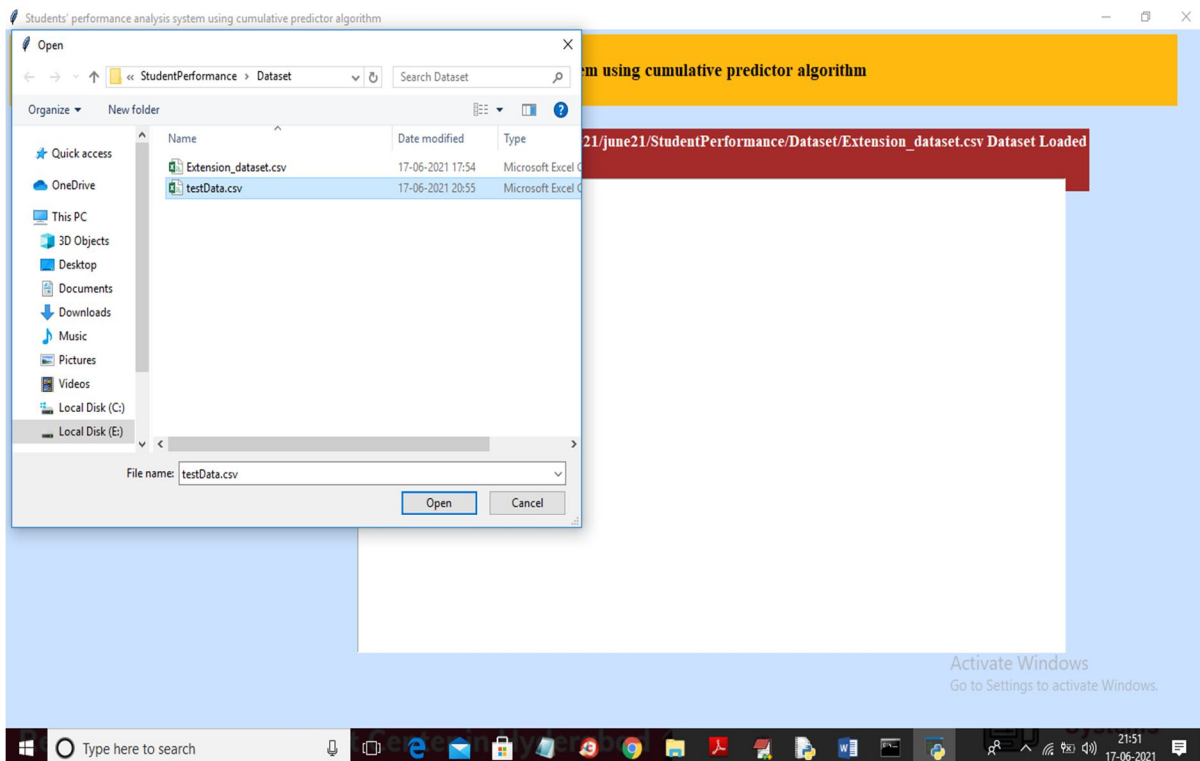 Students' performance analysis system using cumulative predictor algorithm
Open
em using cumulative predictor algorithm
« StudentPerformance > Dataset
Search Dataset
Organize
New folder
Name
Date modified
Type
21/june21/StudentPerformance/Dataset/Extension_dataset.csv Dataset Loaded
Quick access
Extension_dataset.csv
17-06-2021 17:54
Microsoft Excel C
OneDrive
testData.csv
17-06-2021 20:55
Microsoft Excel C
This PC
3D Objects
Desktop
Documents
Downloads
Music
Pictures
Videos
Local Disk (C:)
Local Disk (E:)
File name:
testData.csv
Open
Cancel
Activate Windows
Go to Settings to activate Windows.
Type here to search
21:51
17-06-2021